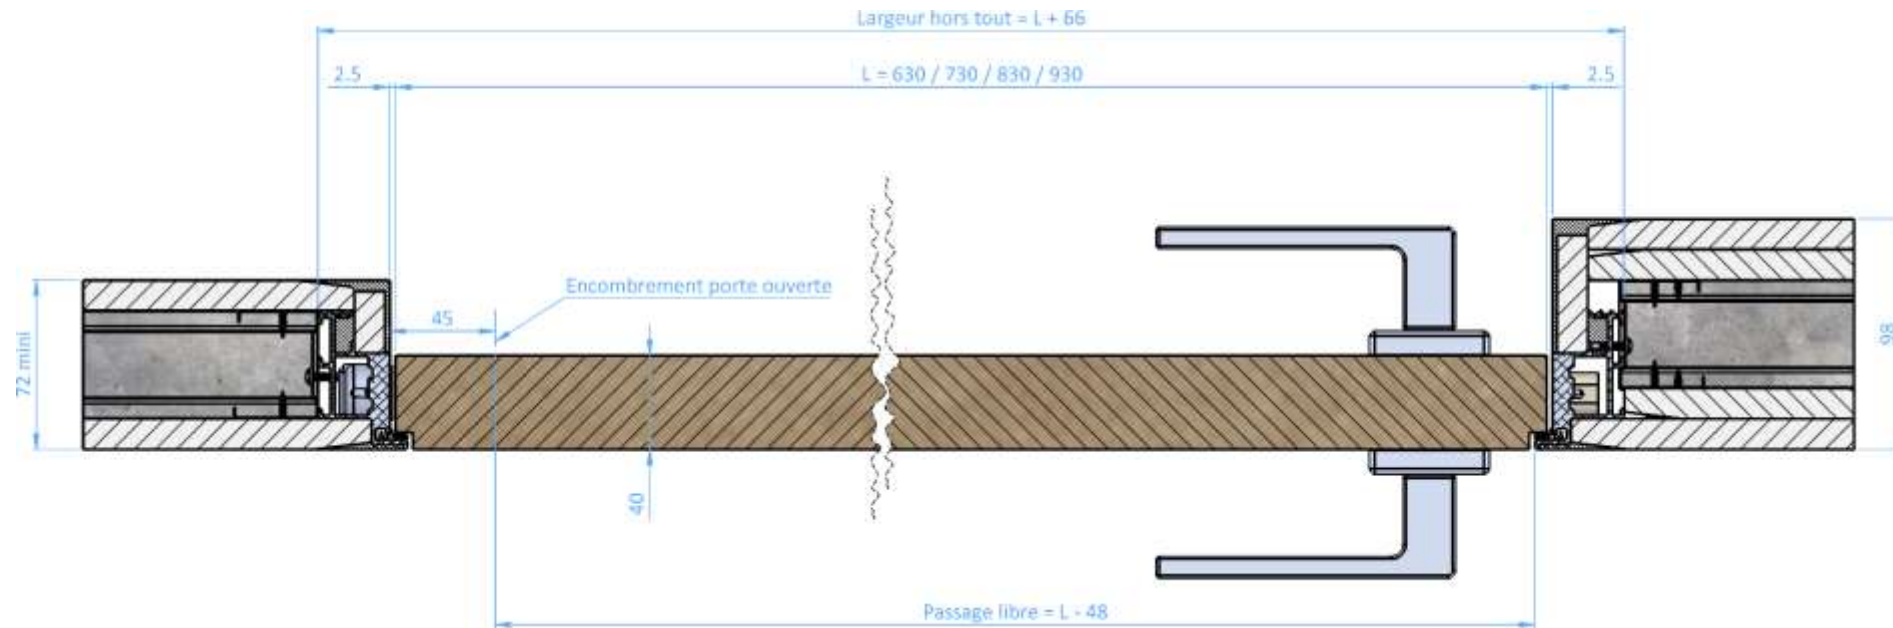 Largeur hors tout = L + 66
2.5
L = 630 / 730 / 830 / 930
2.5
Encombrement porte ouverte
45
72 mini
98
40
Passage libre = L - 48